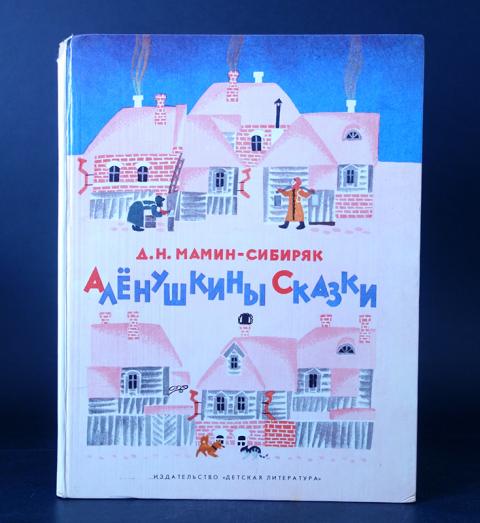 Д.Н. МАМИН-СИБИРЯК
АЛЁНУШКИНЫ СКАЗКИ
ИЗДАТЕЛЬСТВО «ДЕТСКАЯ ЛИТЕРАТУРА»